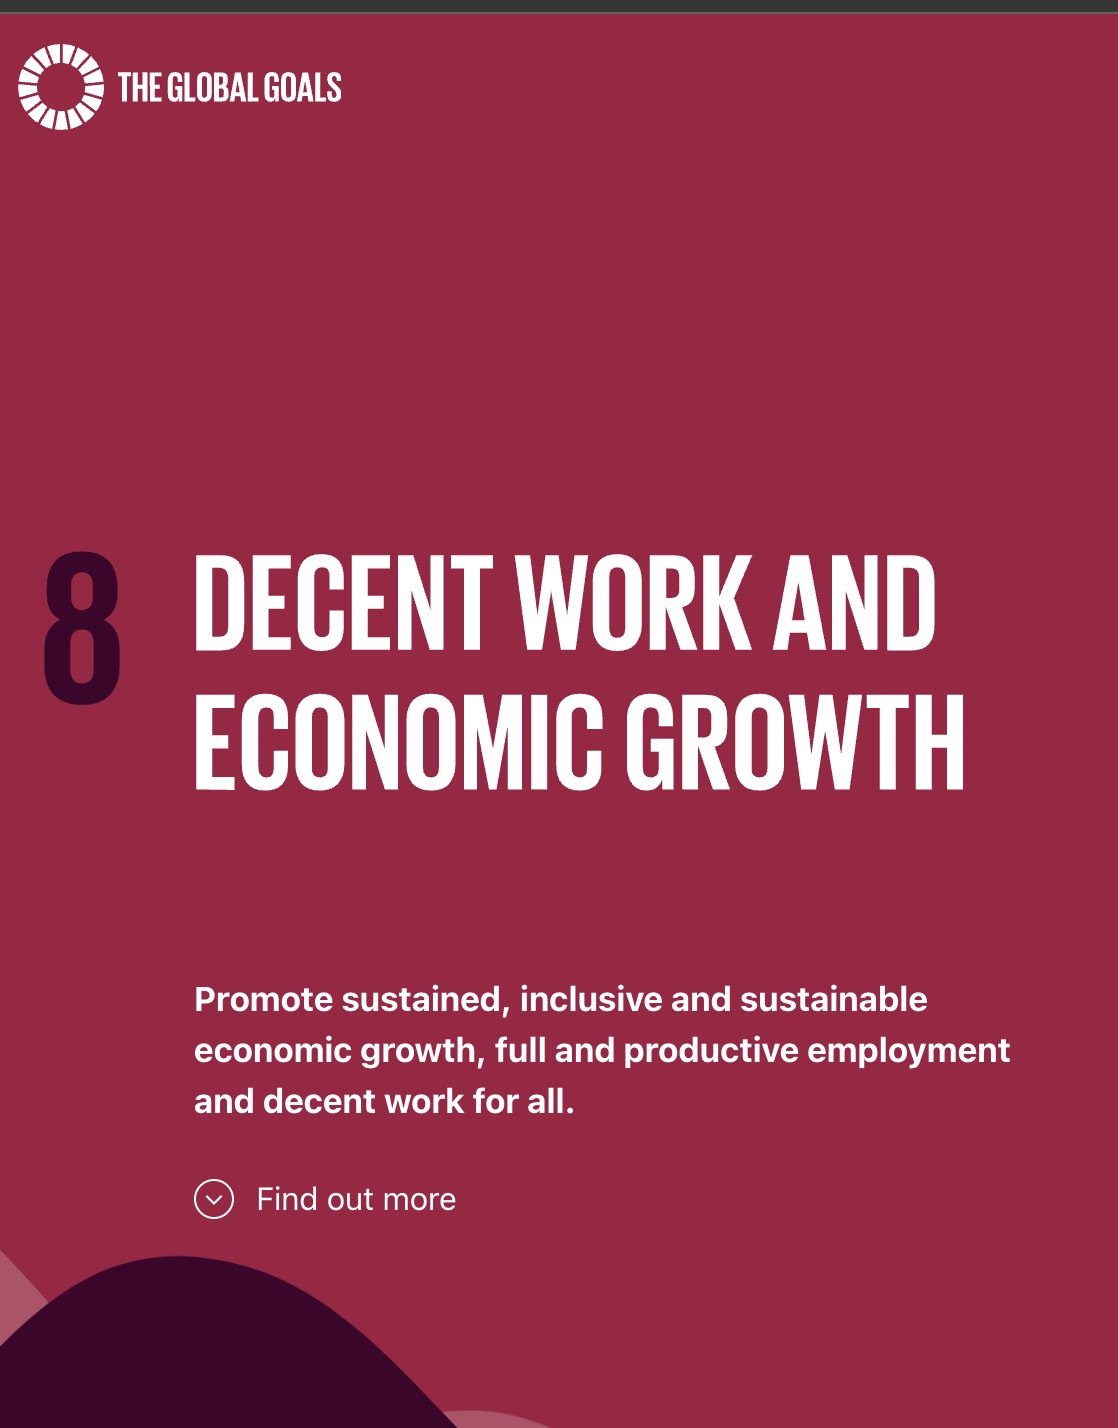 THE GLOBAL GOALS
8
DECENT WORK AND
ECONOMIC GROWTH
Promote sustained, inclusive and sustainable
economic growth, full and productive employment
and decent work for all.
Find out more